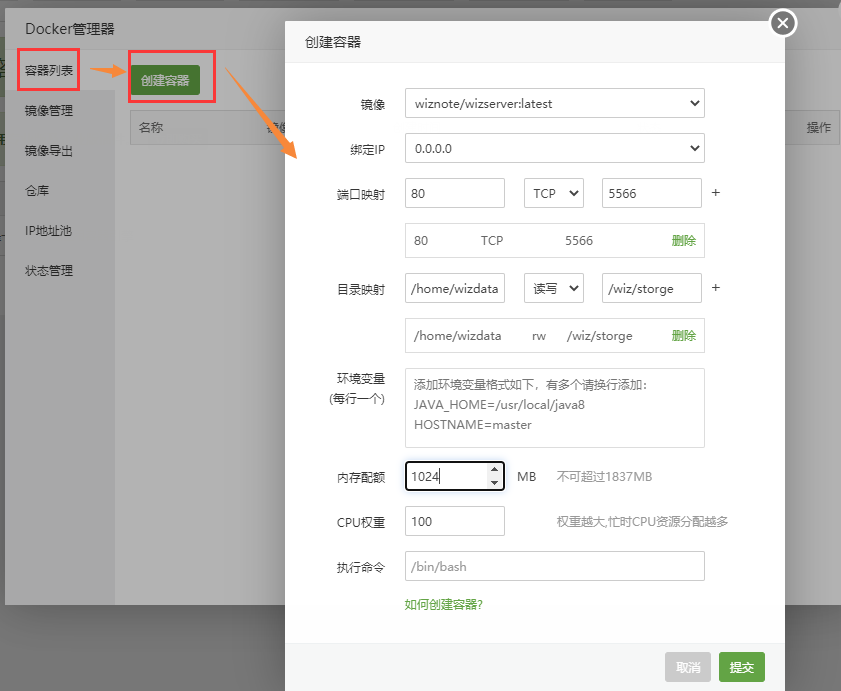 Docker管理器
容器列表
镜像管理
镜像导出
仓库
IP地址池
状态管理
创建容器
名称
操作
创建容器
镜像 wiznote/wizserver:latest
绑定IP 0.0.0.0
端口映射 80 TCP 5566 +
80 TCP 5566 删除
目录映射 /home/wizdata 读写 /wiz/storge +
/home/wizdata rw /wiz/storge 删除
环境变量
(每行一个)
添加环境变量格式如下，有多个请换行添加：
JAVA_HOME=/usr/local/java8
HOSTNAME=master
内存配额 1024 MB 不可超过1837MB
CPU权重 100 权重越大,忙时CPU资源分配越多
执行命令 /bin/bash
如何创建容器?
取消 提交